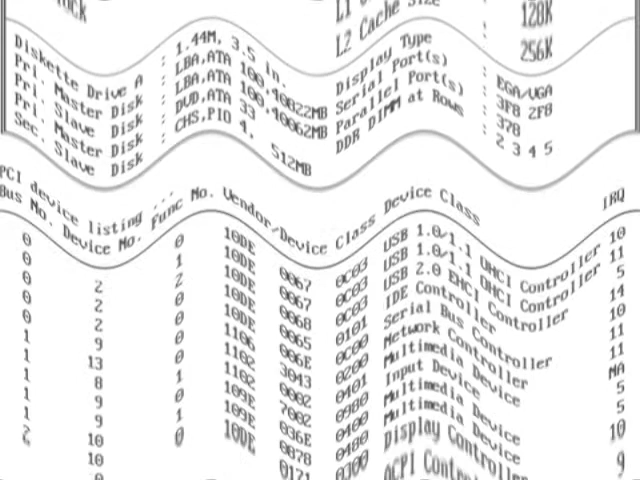 ock
L2 Cache Size : 128K
256K
Diskette Drive A : 1.44M, 3.5 in. Display Type : EGA/VGA
Pri. Master Disk : LBA,ATA 100, 40822MB Serial Port(s) : 3F8 2F8
Pri. Slave Disk : LBA,ATA 100, 40062MB Parallel Port(s) : 378
Pri. Master Disk : DVD,ATA 33 DDR DIMM at Rows : 2 3 4 5
Sec. Slave Disk : CHS,PIO 4, 512MB
PCI device listing ...
Bus No. Device No. Func No. Vendor/Device Class Device Class IRQ
0 2 0 10DE 0067 0C03 USB 1.0/1.1 OHCI Controller 10
0 2 1 10DE 0067 0C03 USB 1.0/1.1 OHCI Controller 11
0 2 2 10DE 0068 0C03 USB 2.0 EHCI Controller 5
0 9 0 10DE 0065 0101 IDE Controller 14
0 13 0 10DE 006E 0C00 Serial Bus Controller 10
1 8 0 1106 3043 0200 Network Controller 11
1 9 0 1102 0002 0401 Multimedia Device 11
1 9 1 1102 7002 0980 Input Device NA
1 10 0 109E 036E 0400 Multimedia Device 5
1 10 1 109E 0878 0480 Multimedia Device 5
2 0 0 10DE 0171 0300 Display Controller 10
ACPI 9